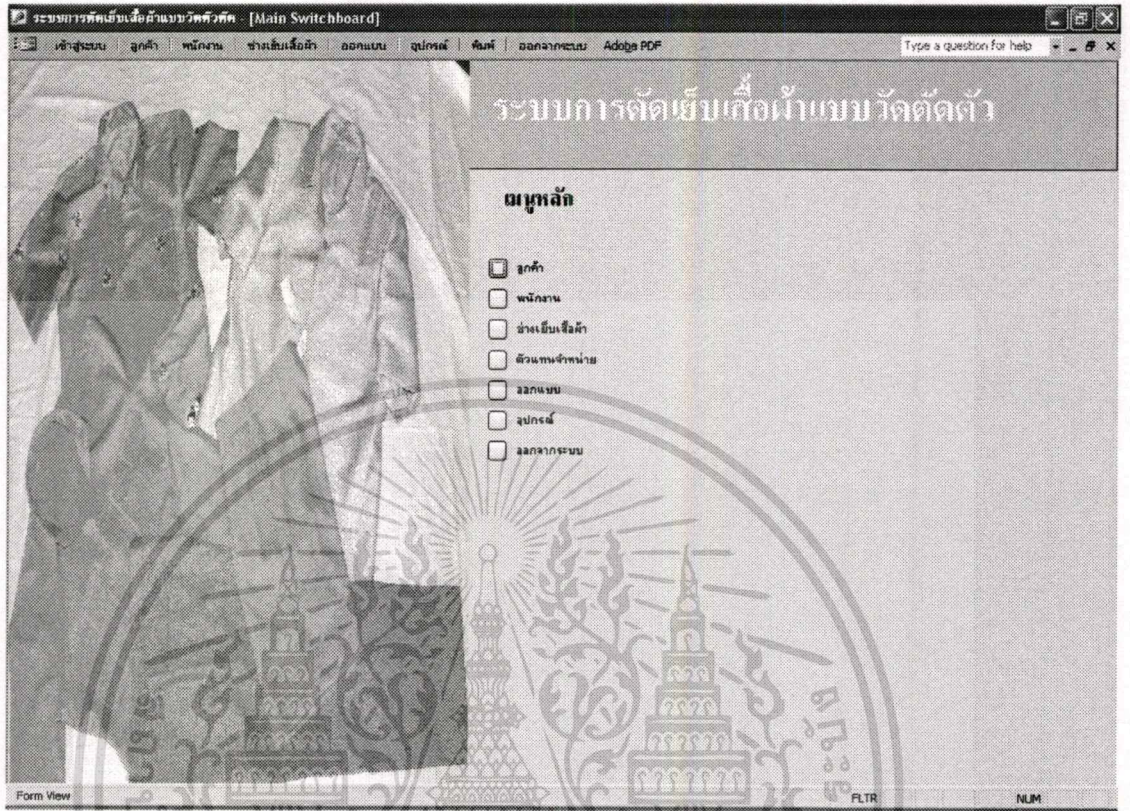 ระบบการตัดเย็บเสื้อผ้าแบบวัดตัวตัด - [Main Switchboard]
เข้าสู่ระบบ ลูกค้า พนักงาน ช่างเย็บเสื้อผ้า ออกแบบ อุปกรณ์ พิมพ์ ออกจากระบบ Adobe PDF Type a question for help
ระบบการตัดเย็บเสื้อผ้าแบบวัดตัดตัว
เมนูหลัก
ลูกค้า
พนักงาน
ช่างเย็บเสื้อผ้า
ตัวแทนจำหน่าย
ออกแบบ
อุปกรณ์
ออกจากระบบ
Form View FLTR NUM